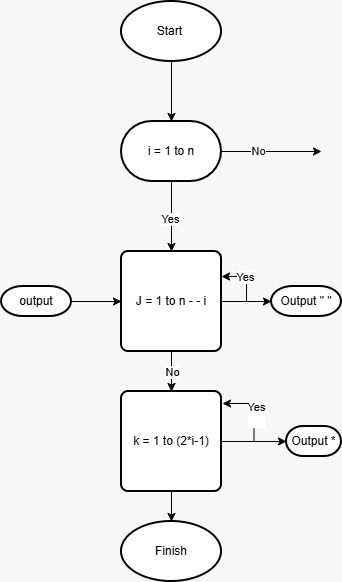 Start
i = 1 to n
No
Yes
Yes
output
J = 1 to n - - i
Output " "
No
Yes
k = 1 to (2*i-1)
Output *
Finish